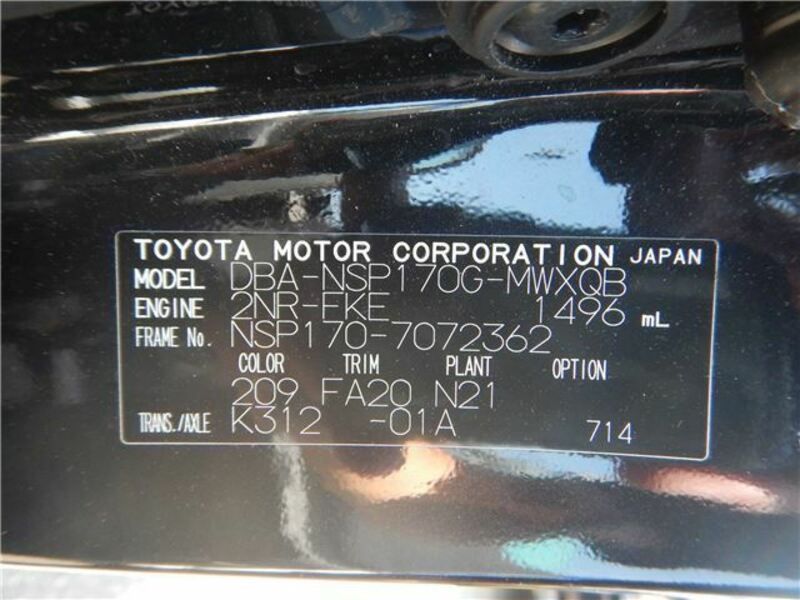 TOYOTA MOTOR CORPORATION JAPAN
MODEL DBA-NSP170G-MWXQB
ENGINE 2NR-FKE 1496 mL
FRAME No. NSP170-7072362
COLOR TRIM PLANT OPTION
209 FA20 N21
TRANS./AXLE K312 -01A 714